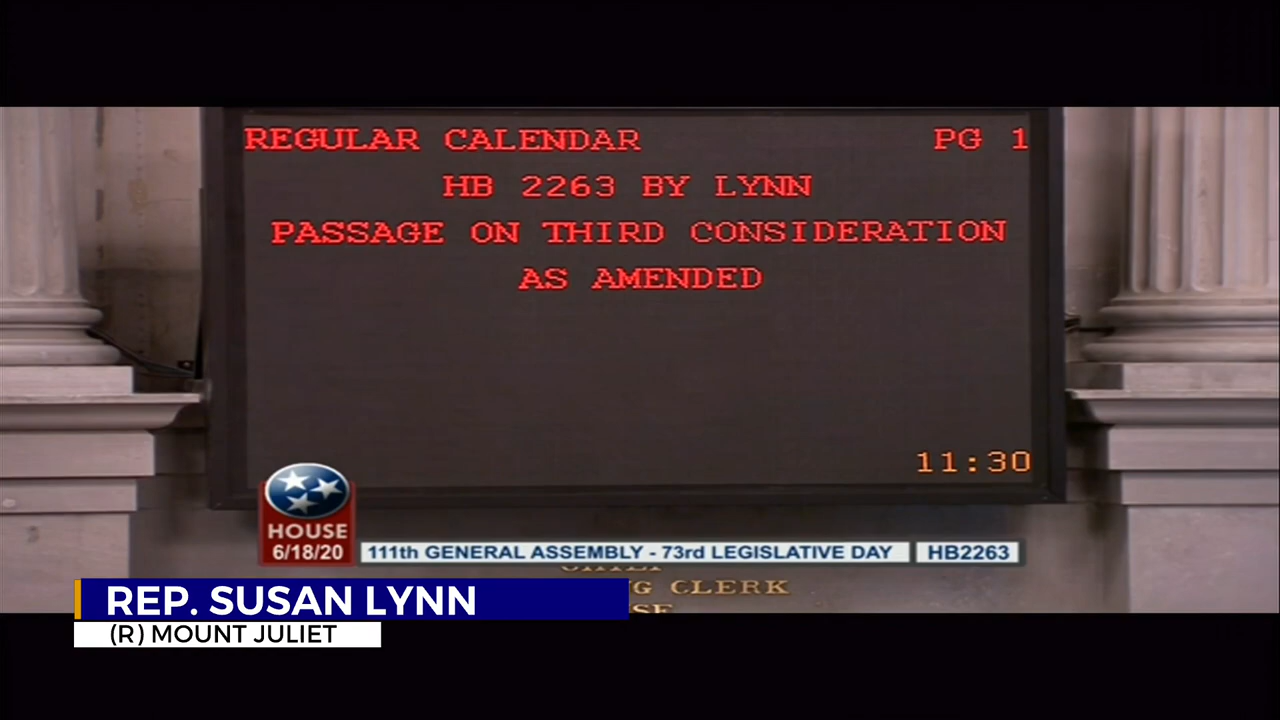 REGULAR CALENDAR PG 1
HB 2263 BY LYNN
PASSAGE ON THIRD CONSIDERATION
AS AMENDED
11:30
HOUSE
6/18/20
111th GENERAL ASSEMBLY - 73rd LEGISLATIVE DAY HB2263
CLERK
REP. SUSAN LYNN
(R) MOUNT JULIET